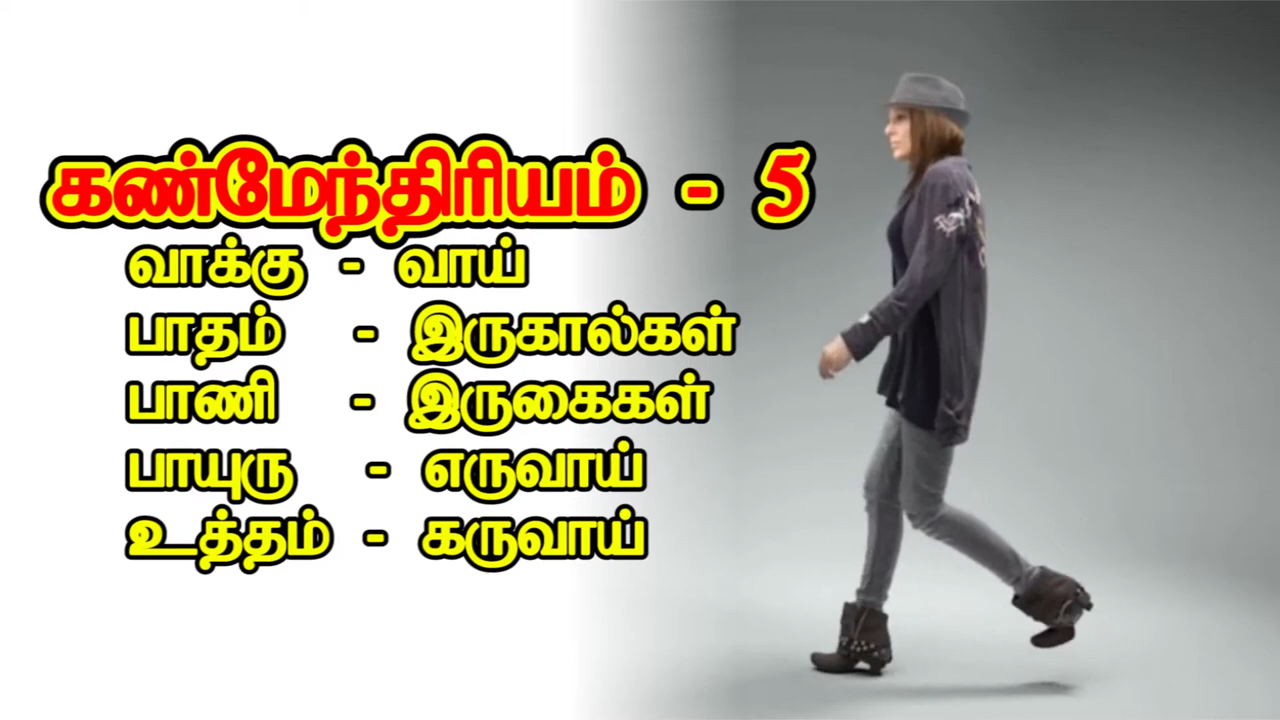 கண்மேந்திரியம் - 5
வாக்கு - வாய்
பாதம் - இருகால்கள்
பாணி - இருகைகள்
பாயுரு - எருவாய்
உத்தம் - கருவாய்